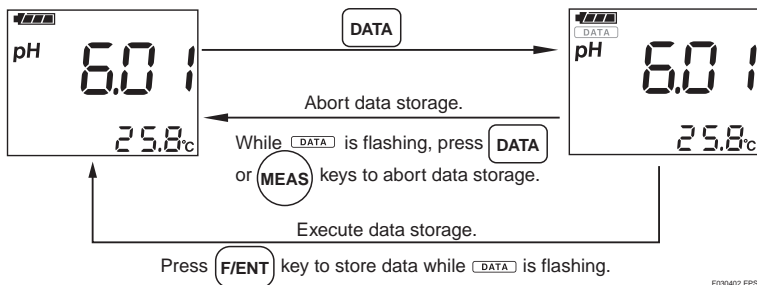 DATA
pH 6.01
25.8°C
DATA
pH 6.01
25.8°C
Abort data storage.
While DATA is flashing, press DATA
or MEAS keys to abort data storage.
Execute data storage.
Press F/ENT key to store data while DATA is flashing.
F030402.EPS